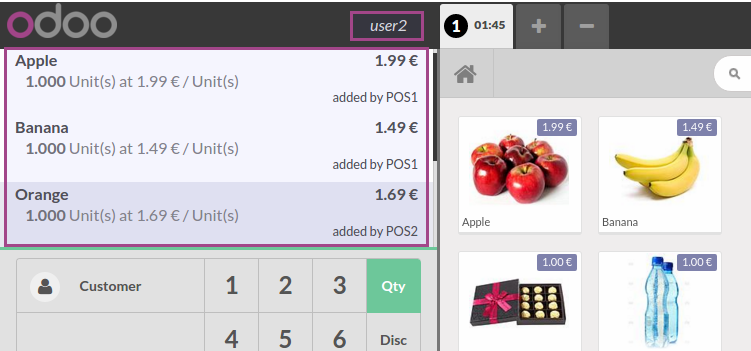 odoo
user2
1 01:45 + −
Apple 1.99 €
1.000 Unit(s) at 1.99 € / Unit(s)
added by POS1
Banana 1.49 €
1.000 Unit(s) at 1.49 € / Unit(s)
added by POS1
Orange 1.69 €
1.000 Unit(s) at 1.69 € / Unit(s)
added by POS2
Customer 1 2 3 Qty
4 5 6 Disc
1.99 €
Apple
1.49 €
Banana
1.00 €
1.00 €